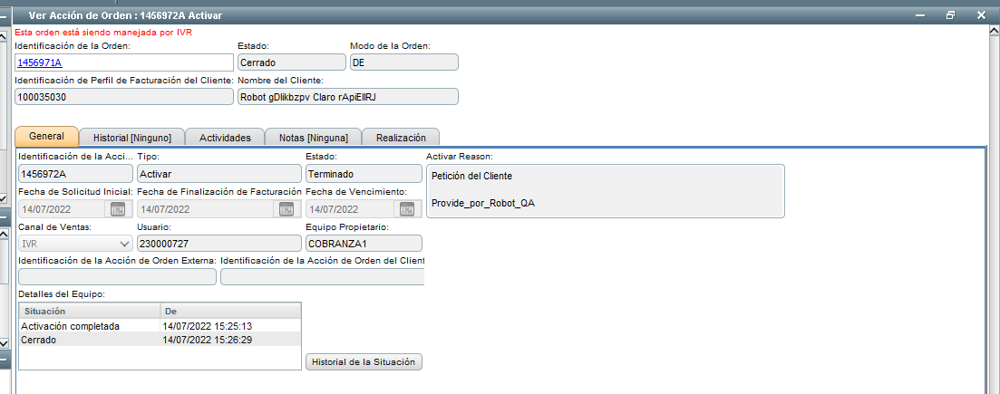 Ver Acción de Orden : 1456972A Activar
Esta orden está siendo manejada por IVR
Identificación de la Orden: Estado: Modo de la Orden:
1456971A Cerrado DE
Identificación de Perfil de Facturación del Cliente: Nombre del Cliente:
100035030 Robot gDlikbzpv Claro rApiEIlRJ
General Historial [Ninguno] Actividades Notas [Ninguna] Realización
Identificación de la Acci... Tipo: Estado: Activar Reason:
1456972A Activar Terminado Petición del Cliente
Provide_por_Robot_QA
Fecha de Solicitud Inicial: Fecha de Finalización de Facturación Fecha de Vencimiento:
14/07/2022 14/07/2022 14/07/2022
Canal de Ventas: Usuario: Equipo Propietario:
IVR 230000727 COBRANZA1
Identificación de la Acción de Orden Externa: Identificación de la Acción de Orden del Client
Detalles del Equipo:
Situación De
Activación completada 14/07/2022 15:25:13
Cerrado 14/07/2022 15:26:29
Historial de la Situación